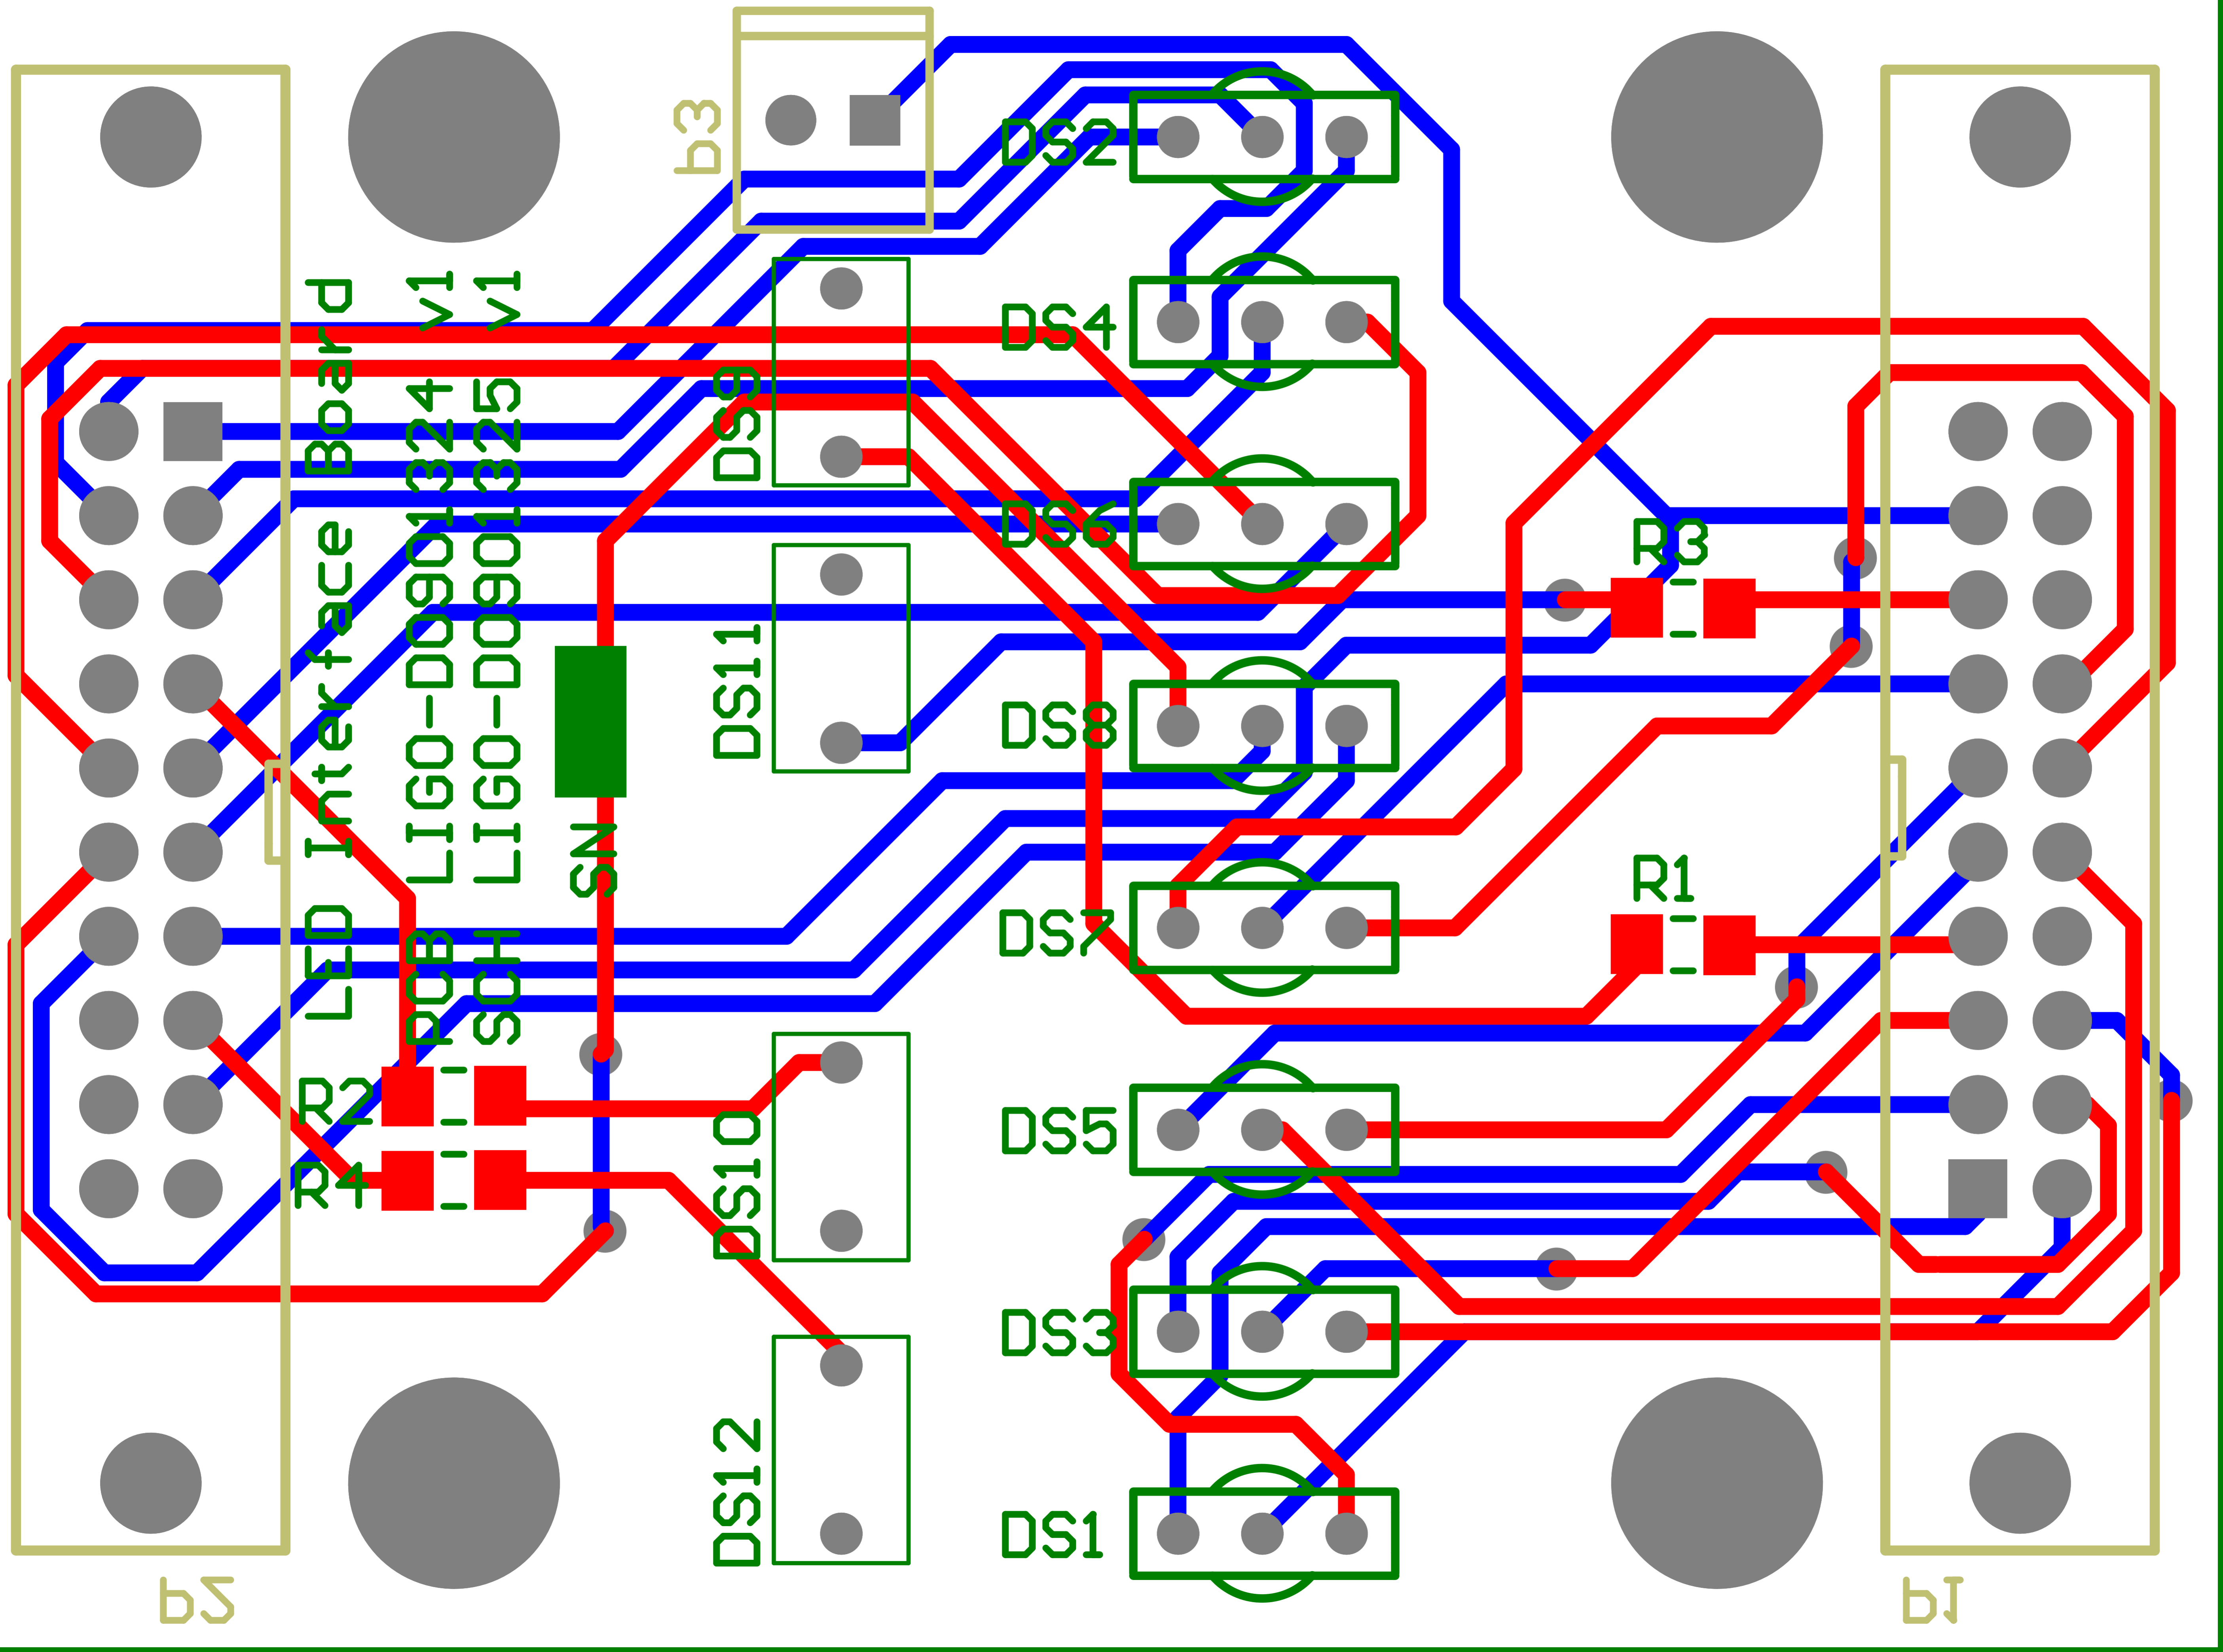 P3
DS2
DS4
DS9
DS6
R3
DS11
DS8
SN
R1
DS7
LED Interface Board
PCB LIGO-D0901324 V1
SCH LIGO-D0901325 V1
R2
R4
DS10
DS5
DS3
DS12
DS1
P2
P1